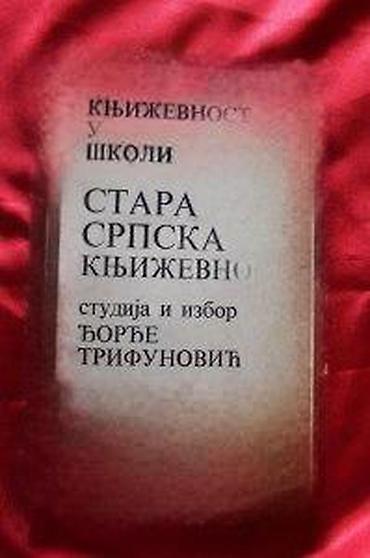 КЊИЖЕВНОСТ
У
ШКОЛИ
СТАРА
СРПСКА
КЊИЖЕВНО
студија и избор
ЂОРЂЕ
ТРИФУНОВИЋ